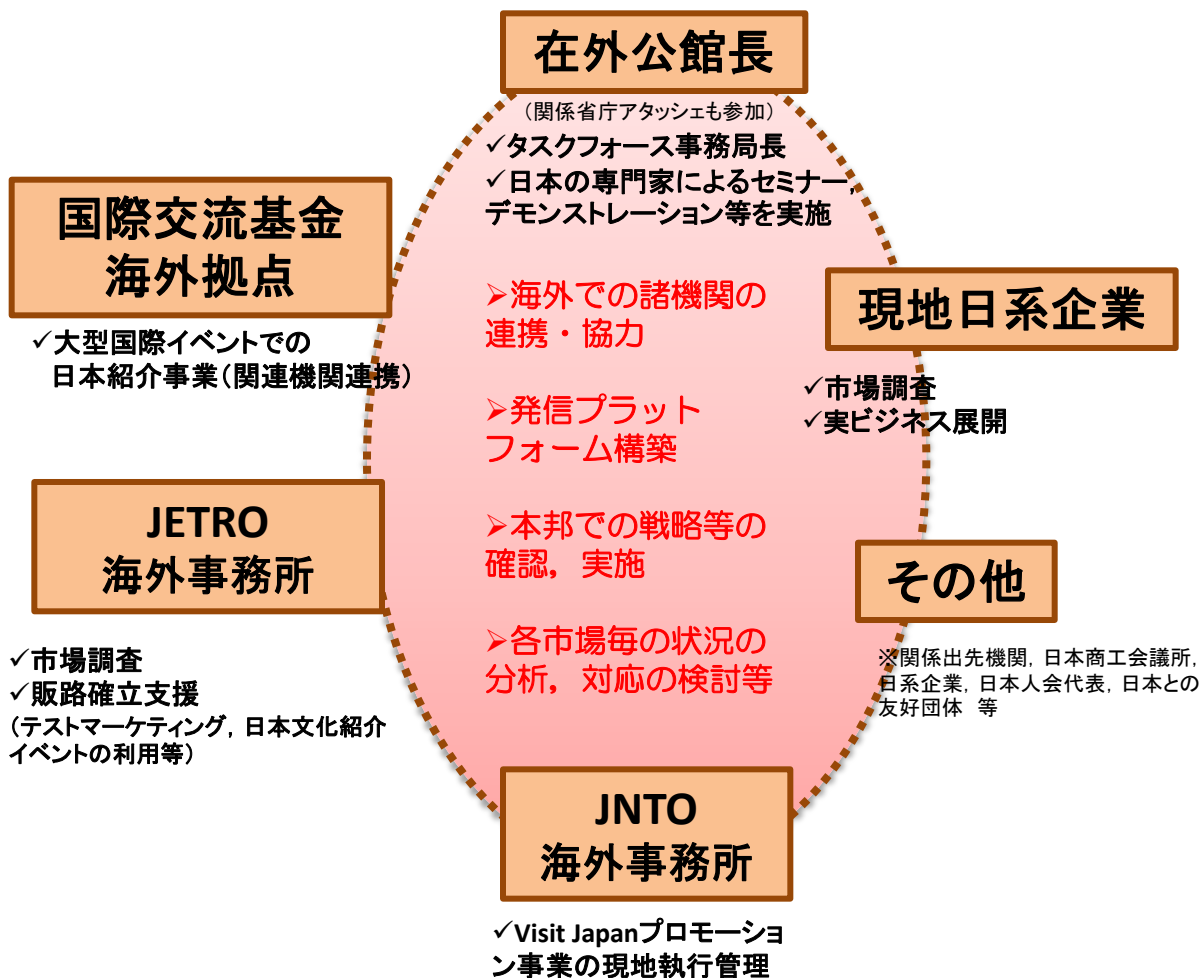 在外公館長
（関係省庁アタッシェも参加）
✓タスクフォース事務局長
✓日本の専門家によるセミナー，
デモンストレーション等を実施
国際交流基金
海外拠点
✓大型国際イベントでの
日本紹介事業（関連機関連携）
➢海外での諸機関の
連携・協力
➢発信プラット
フォーム構築
➢本邦での戦略等の
確認，実施
➢各市場毎の状況の
分析，対応の検討等
現地日系企業
✓市場調査
✓実ビジネス展開
JETRO
海外事務所
✓市場調査
✓販路確立支援
（テストマーケティング，日本文化紹介
イベントの利用等）
その他
※関係出先機関，日本商工会議所，
日系企業，日本人会代表，日本との
友好団体　等
JNTO
海外事務所
✓Visit Japanプロモーショ
ン事業の現地執行管理